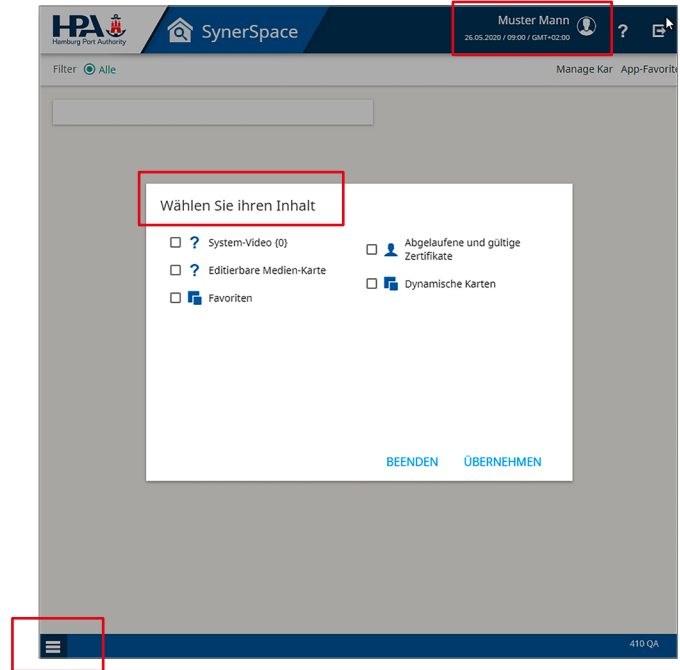 HPA
Hamburg Port Authority
SynerSpace
Muster Mann
26.05.2020 / 09:00 / GMT+02:00
?
Filter Alle
Manage Kar App-Favorite
Wählen Sie ihren Inhalt
? System-Video {0}
? Editierbare Medien-Karte
Favoriten
Abgelaufene und gültige
Zertifikate
Dynamische Karten
BEENDEN ÜBERNEHMEN
410 QA